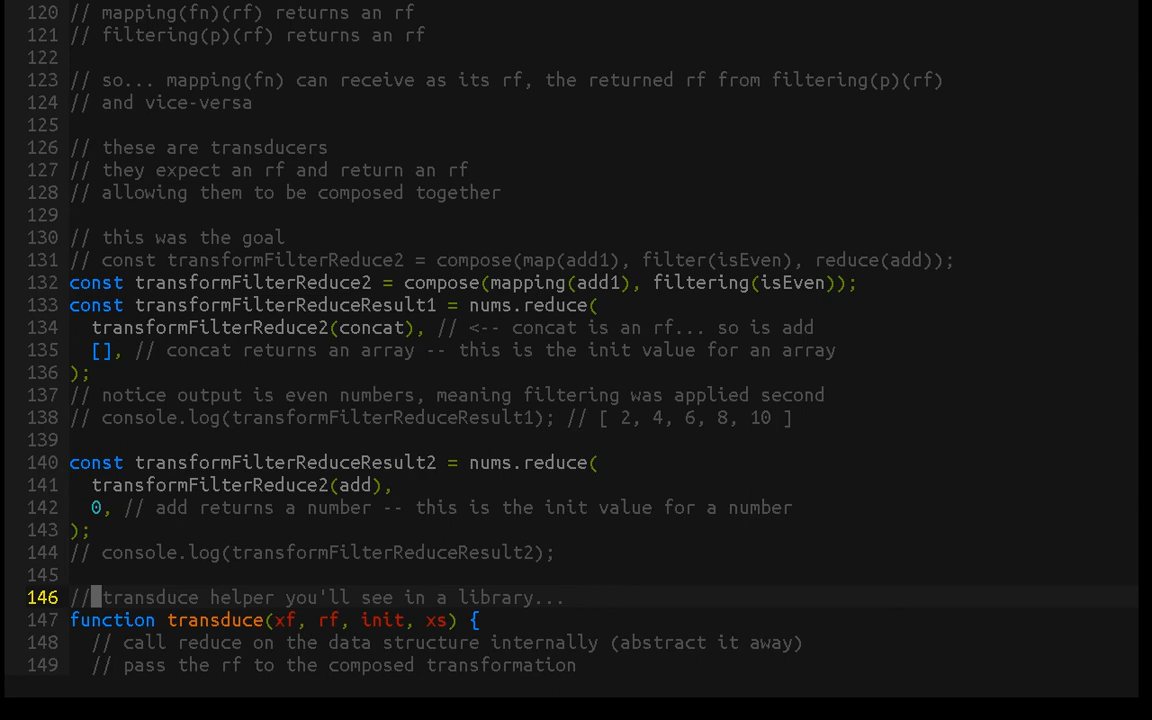 120 // mapping(fn)(rf) returns an rf
121 // filtering(p)(rf) returns an rf
122
123 // so... mapping(fn) can receive as its rf, the returned rf from filtering(p)(rf)
124 // and vice-versa
125
126 // these are transducers
127 // they expect an rf and return an rf
128 // allowing them to be composed together
129
130 // this was the goal
131 // const transformFilterReduce2 = compose(map(add1), filter(isEven), reduce(add));
132 const transformFilterReduce2 = compose(mapping(add1), filtering(isEven));
133 const transformFilterReduceResult1 = nums.reduce(
134   transformFilterReduce2(concat), // <-- concat is an rf... so is add
135   [], // concat returns an array -- this is the init value for an array
136 );
137 // notice output is even numbers, meaning filtering was applied second
138 // console.log(transformFilterReduceResult1); // [ 2, 4, 6, 8, 10 ]
139
140 const transformFilterReduceResult2 = nums.reduce(
141   transformFilterReduce2(add),
142   0, // add returns a number -- this is the init value for a number
143 );
144 // console.log(transformFilterReduceResult2);
145
146 // transduce helper you'll see in a library...
147 function transduce(xf, rf, init, xs) {
148   // call reduce on the data structure internally (abstract it away)
149   // pass the rf to the composed transformation